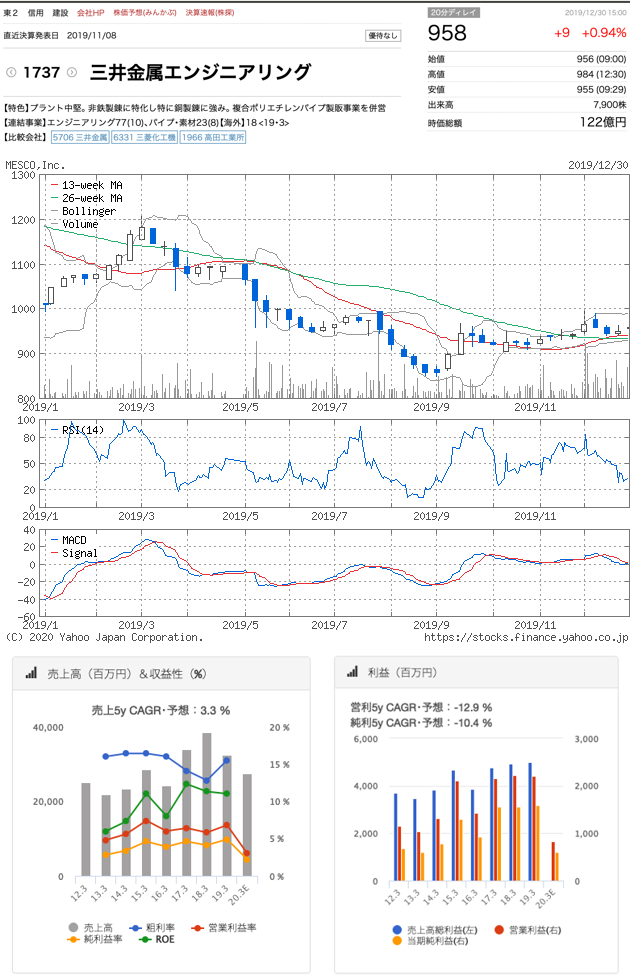 東2 信用 建設 会社HP 株価予想(みんかぶ) 決算速報(株探)
直近決算発表日 2019/11/08 優待なし
1737 三井金属エンジニアリング
【特色】プラント中堅。非鉄製錬に特化し特に銅製錬に強み。複合ポリエチレンパイプ製販事業を併営
【連結事業】エンジニアリング77(10)、パイプ・素材23(8)【海外】18 <19・3>
【比較会社】 5706 三井金属 6331 三菱化工機 1966 高田工業所
20分ディレイ 2019/12/30 15:00
958 +9 +0.94%
始値 956 (09:00)
高値 984 (12:30)
安値 955 (09:29)
出来高 7,900株
時価総額 122億円
MESCO,Inc. 2019/12/30
1300
1200
1100
1000
900
800
13-week MA
26-week MA
Bollinger
Volume
2019/1 2019/3 2019/5 2019/7 2019/9 2019/11
100
80
50
20
0
RSI(14)
2019/1 2019/3 2019/5 2019/7 2019/9 2019/11
40
20
0
-20
-40
-60
MACD
Signal
2019/1 2019/3 2019/5 2019/7 2019/9 2019/11
(C) 2020 Yahoo Japan Corporation. https://stocks.finance.yahoo.co.jp
売上高（百万円）＆収益性（%）
売上5y CAGR・予想：3.3 %
40,000
20,000
0
20 %
15 %
10 %
5 %
0 %
12.3 13.3 14.3 15.3 16.3 17.3 18.3 19.3 20.3E
売上高 粗利率 営業利益率
純利益率 ROE
利益（百万円）
営利5y CAGR・予想：-12.9 %
純利5y CAGR・予想：-10.4 %
6,000
4,000
2,000
0
3,000
2,000
1,000
0
12.3 13.3 14.3 15.3 16.3 17.3 18.3 19.3 20.3E
売上高総利益(左) 営業利益(右)
当期純利益(右)